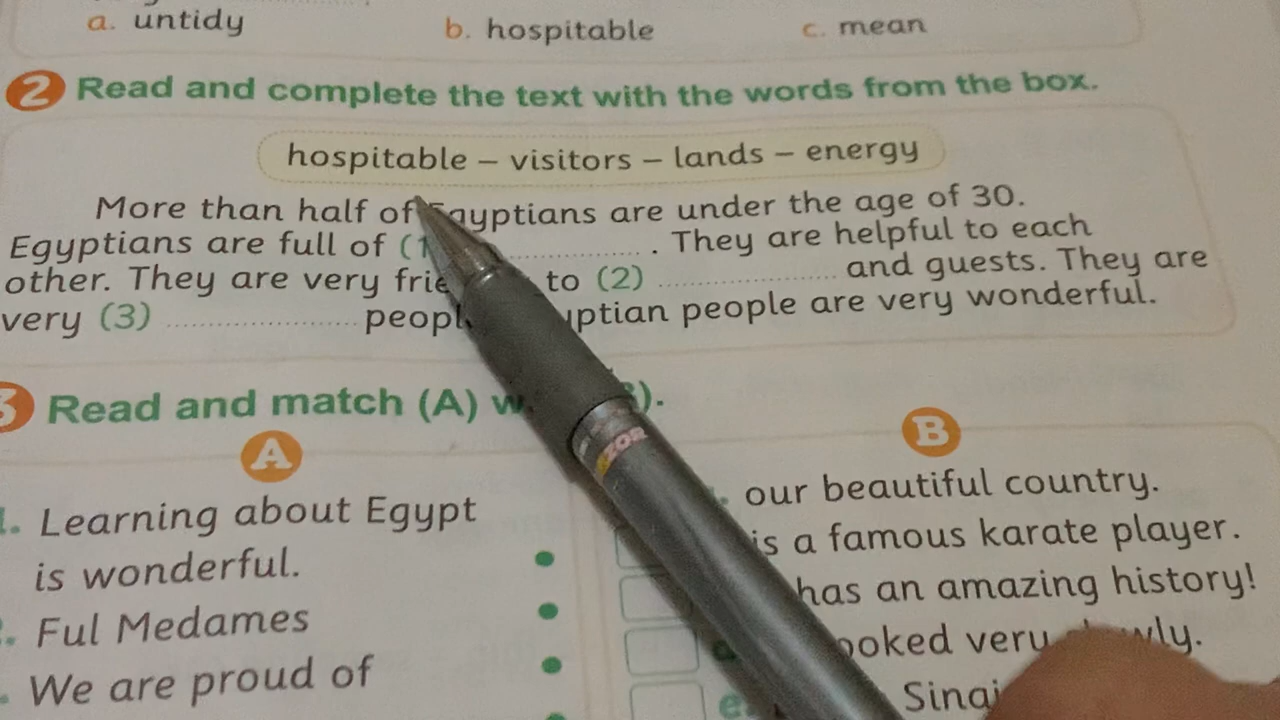 a. untidy b. hospitable c. mean
2 Read and complete the text with the words from the box.
hospitable – visitors – lands – energy
More than half of Egyptians are under the age of 30.
Egyptians are full of (1 .................... . They are helpful to each
other. They are very to (2) .................... and guests. They are
very (3) .................... are very wonderful.
Read and match (A)
A B
Learning about Egypt
is wonderful.
Ful Medames
We are proud of
our beautiful country.
is a famous karate player.
has an amazing history!
Sinai